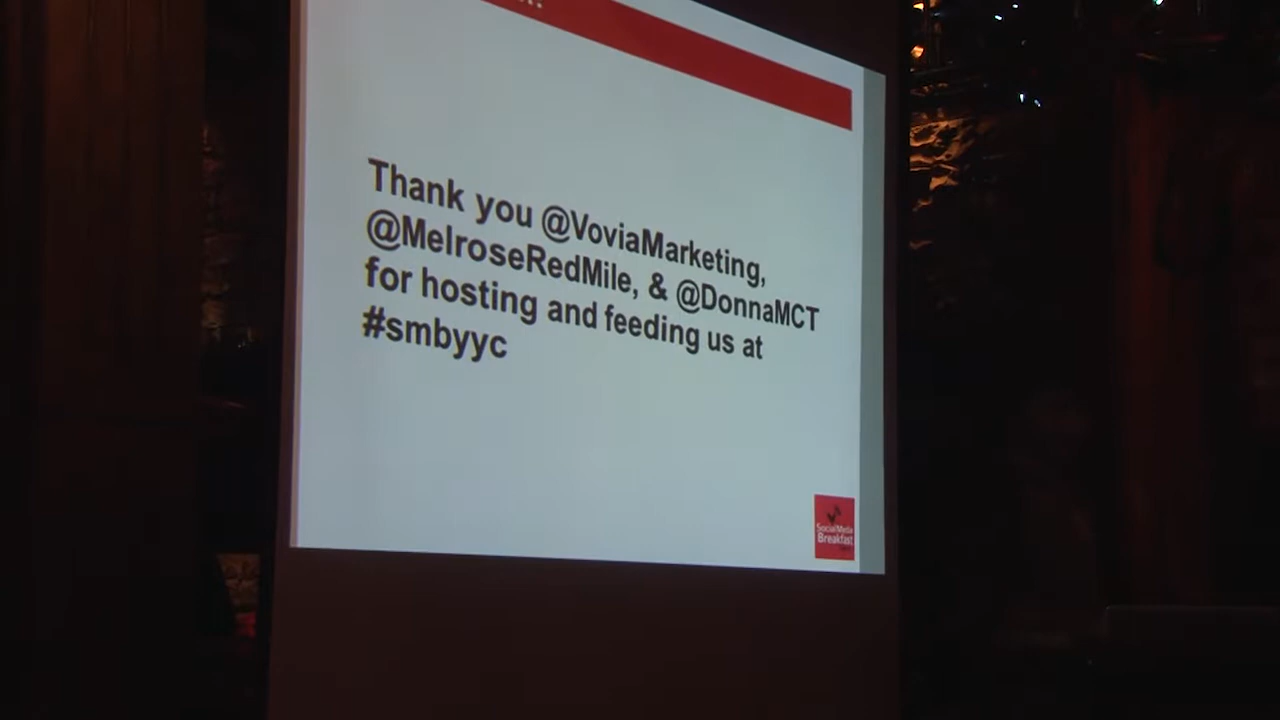 Thank you @VoviaMarketing,
@MelroseRedMile, & @DonnaMCT
for hosting and feeding us at
#smbyyc
Social Media
Breakfast